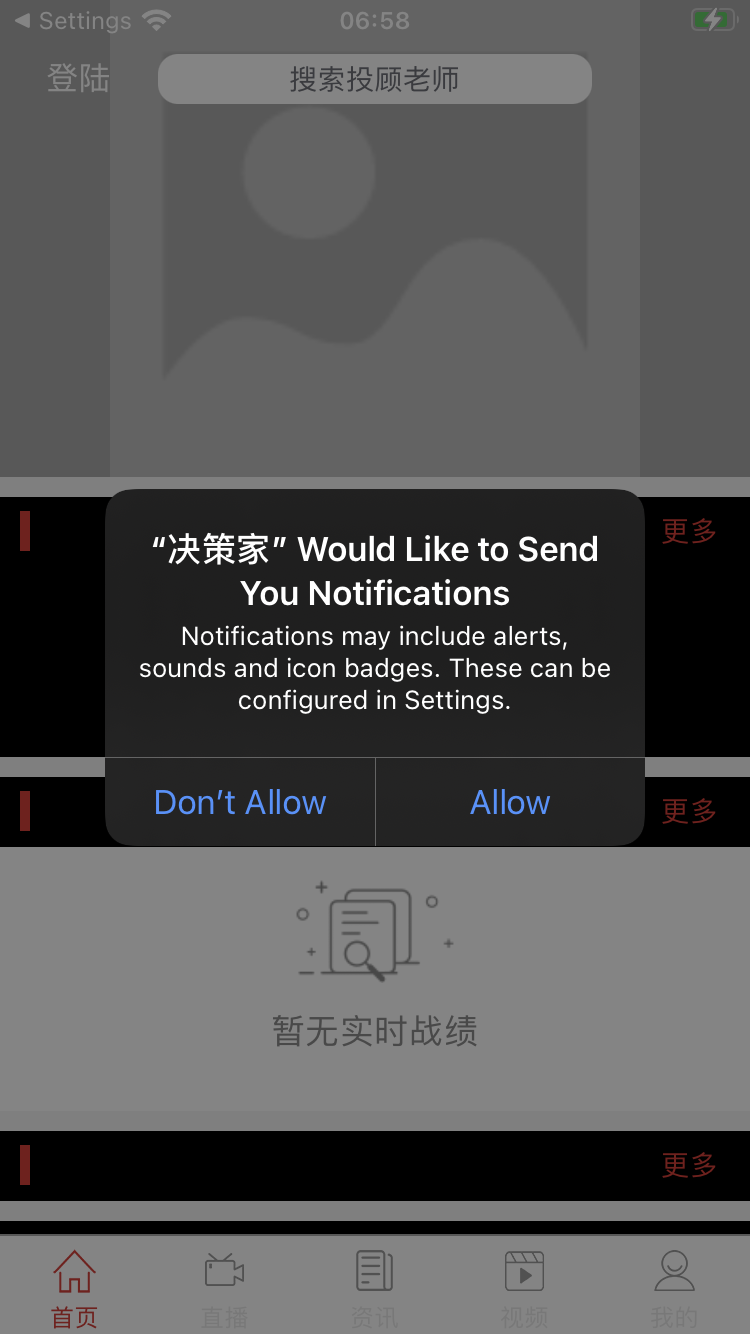 Settings
06:58
登陆
搜索投顾老师
更多
“决策家” Would Like to Send
You Notifications
Notifications may include alerts,
sounds and icon badges. These can be
configured in Settings.
Don’t Allow
Allow
更多
暂无实时战绩
更多
首页
直播
资讯
视频
我的